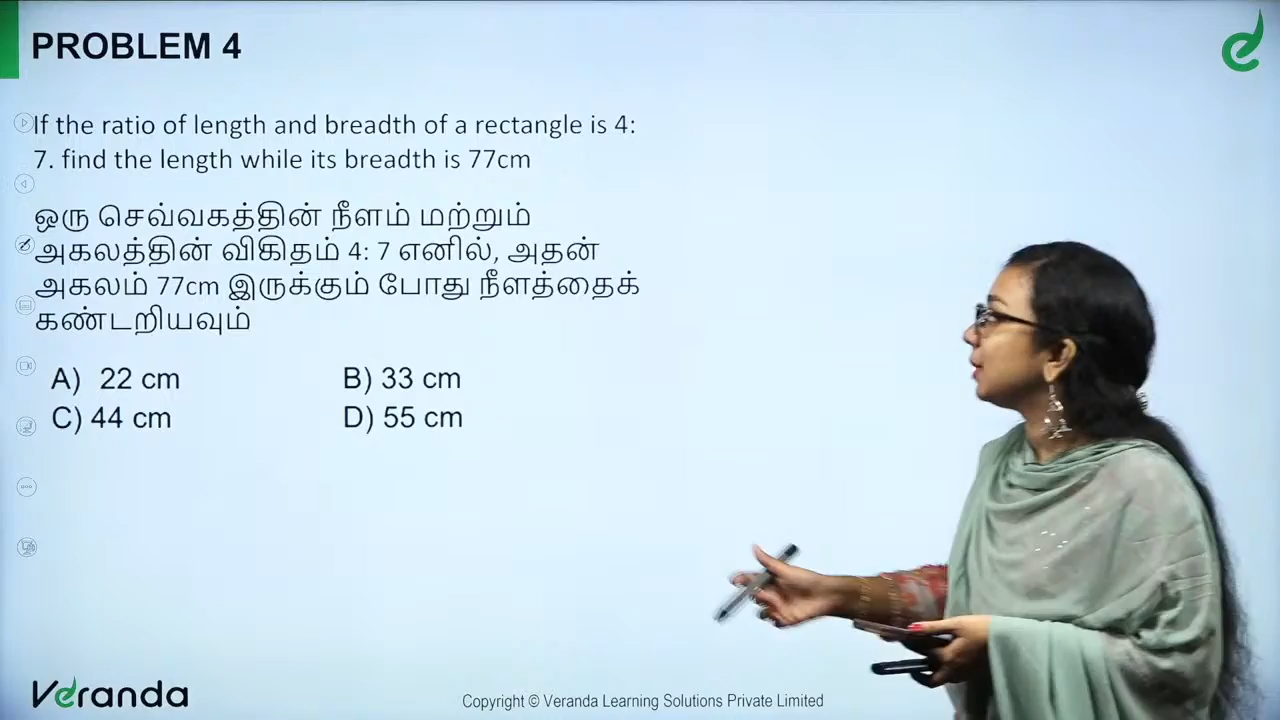 PROBLEM 4
If the ratio of length and breadth of a rectangle is 4:
7. find the length while its breadth is 77cm
ஒரு செவ்வகத்தின் நீளம் மற்றும்
அகலத்தின் விகிதம் 4: 7 எனில், அதன்
அகலம் 77cm இருக்கும் போது நீளத்தைக்
கண்டறியவும்
A) 22 cm B) 33 cm
C) 44 cm D) 55 cm
Veranda
Copyright © Veranda Learning Solutions Private Limited